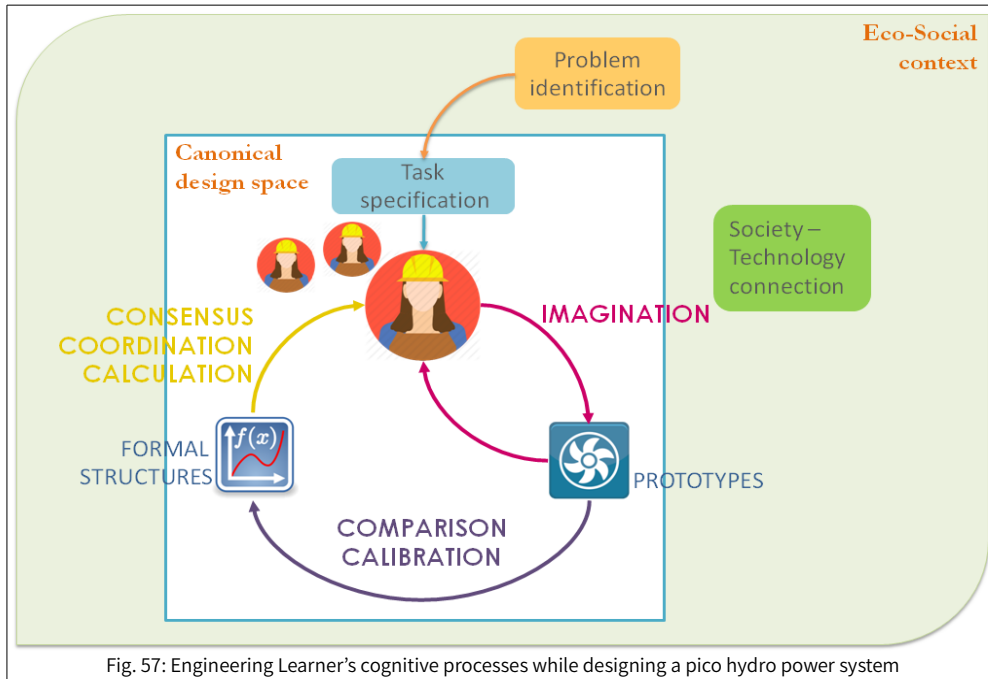 Eco-Social
context
Problem
identification
Canonical
design space
Task
specification
Society –
Technology
connection
CONSENSUS
COORDINATION
CALCULATION
IMAGINATION
f(x)
FORMAL
STRUCTURES
PROTOTYPES
COMPARISON
CALIBRATION
Fig. 57: Engineering Learner's cognitive processes while designing a pico hydro power system